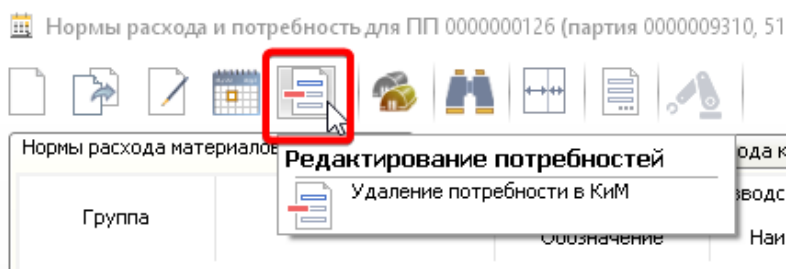 Нормы расхода и потребность для ПП 0000000126 (партия 0000009310, 51
Нормы расхода материалов
ода к
Редактирование потребностей
Удаление потребности в КиМ
Группа
зводс
Обозначение
Наи